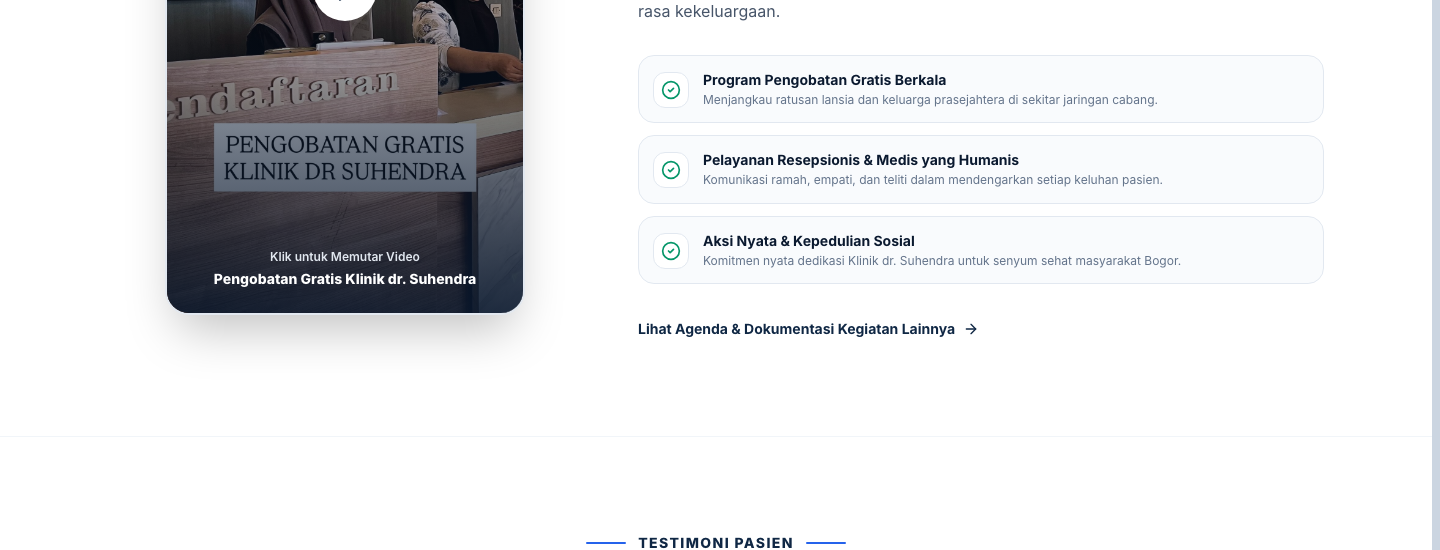 endaftaran
PENGOBATAN GRATIS
KLINIK DR SUHENDRA
Klik untuk Memutar Video
Pengobatan Gratis Klinik dr. Suhendra
rasa kekeluargaan.
Program Pengobatan Gratis Berkala
Menjangkau ratusan lansia dan keluarga prasejahtera di sekitar jaringan cabang.
Pelayanan Resepsionis & Medis yang Humanis
Komunikasi ramah, empati, dan teliti dalam mendengarkan setiap keluhan pasien.
Aksi Nyata & Kepedulian Sosial
Komitmen nyata dedikasi Klinik dr. Suhendra untuk senyum sehat masyarakat Bogor.
Lihat Agenda & Dokumentasi Kegiatan Lainnya →
TESTIMONI PASIEN